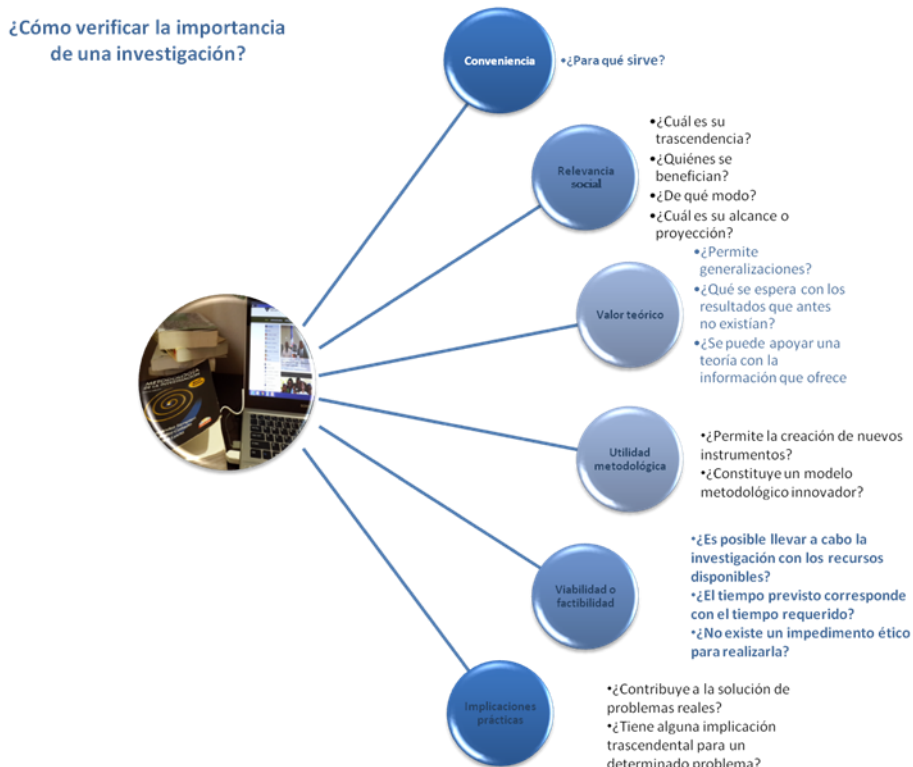 ¿Cómo verificar la importancia
de una investigación?
Conveniencia
•¿Para qué sirve?
Relevancia
social
•¿Cuál es su
trascendencia?
•¿Quiénes se
benefician?
•¿De qué modo?
•¿Cuál es su alcance o
proyección?
Valor teórico
•¿Permite
generalizaciones?
•¿Qué se espera con los
resultados que antes
no existían?
•¿Se puede apoyar una
teoría con la
información que ofrece
METODOLOGÍA
DE LA INVESTIGACIÓN
Utilidad
metodológica
•¿Permite la creación de nuevos
instrumentos?
•¿Constituye un modelo
metodológico innovador?
Viabilidad o
factibilidad
•¿Es posible llevar a cabo la
investigación con los recursos
disponibles?
•¿El tiempo previsto corresponde
con el tiempo requerido?
•¿No existe un impedimento ético
para realizarla?
Implicaciones
prácticas
•¿Contribuye a la solución de
problemas reales?
•¿Tiene alguna implicación
trascendental para un
determinado problema?